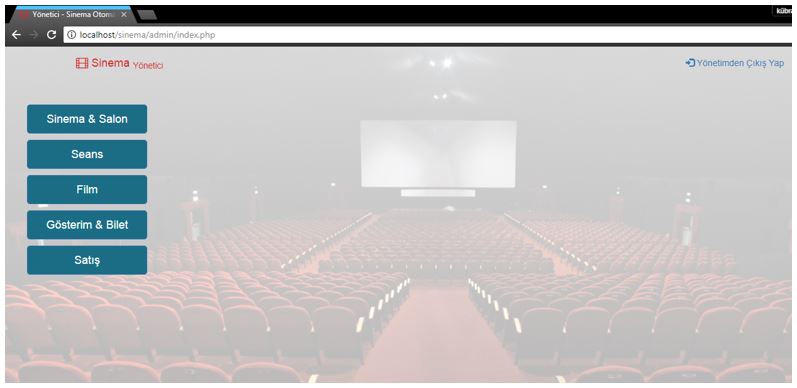 Yönetici - Sinema Otoma
kübra
localhost/sinema/admin/index.php
Sinema Yönetici
Yönetimden Çıkış Yap
Sinema & Salon
Seans
Film
Gösterim & Bilet
Satış